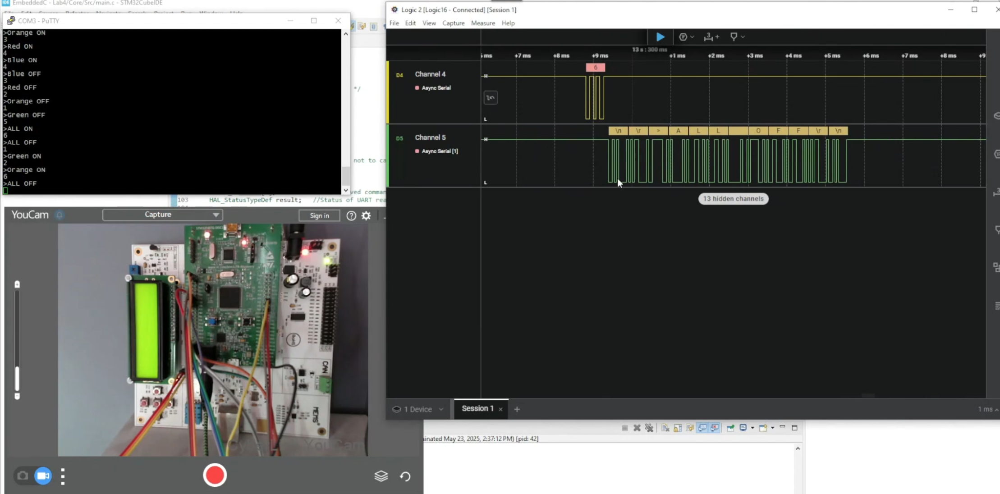 IDE EmbeddedC - Lab4/Core/Src/main.c - STM32CubeIDE
COM3 - PuTTY
>Orange ON
3
>Red ON
4
>Blue ON
4
>Blue OFF
3
>Red OFF
2
>Orange OFF
1
>Green OFF
5
>ALL ON
6
>ALL OFF
1
>Green ON
2
>Orange ON
6
>ALL OFF
*/
not to ca
ved comman
103 HAL_StatusTypeDef result; //Status of UART rea
YouCam
Capture
Sign in
CAN
MEMS
RoHS
Logic 2 [Logic16 - Connected] [Session 1]
File Edit View Capture Measure Help
13 s : 300 ms
ms +7 ms +8 ms +9 ms +1 ms +2 ms +3 ms +4 ms +5 ms +6 ms +7 ms +8 ms +9
6
D4 Channel 4
H
Async Serial
L
\n \r > A L L O F F \r \n
D5 Channel 5
H
Async Serial [1]
L
13 hidden channels
1 Device
Session 1 × +
1 ms
inated May 23, 2025, 2:37:12 PM) [pid: 42]